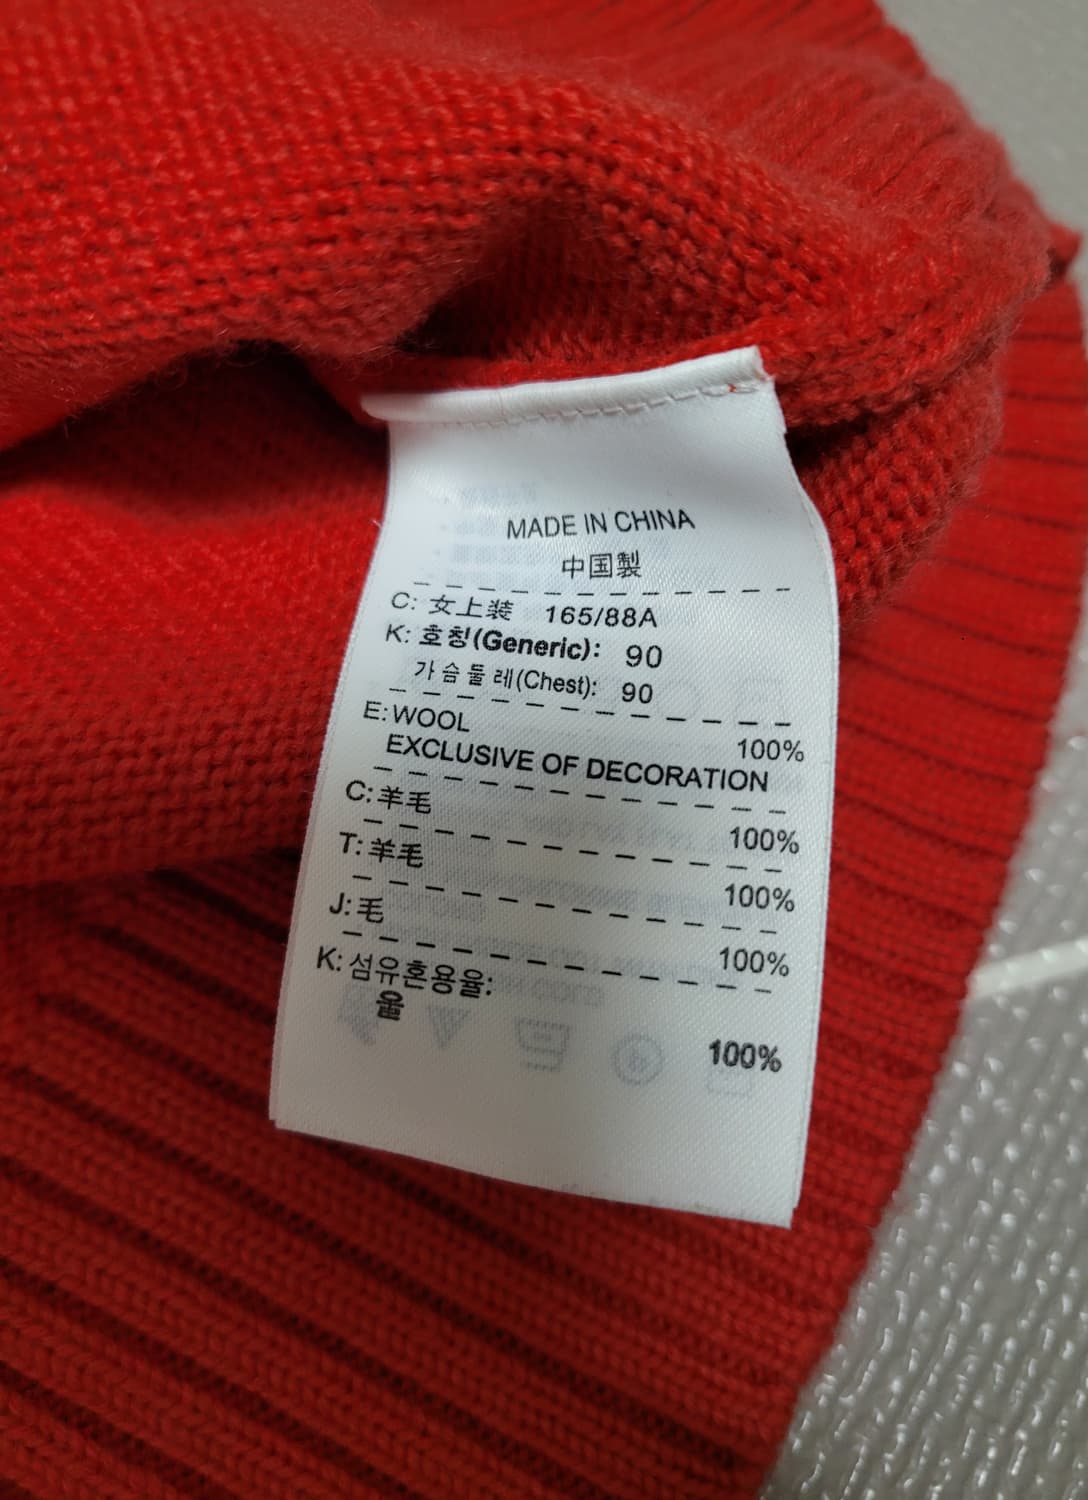 MADE IN CHINA
中国製
C: 女上装 165/88A
K: 호칭(Generic): 90
가슴둘레(Chest): 90
E: WOOL 100%
EXCLUSIVE OF DECORATION
C: 羊毛 100%
T: 羊毛 100%
J: 毛 100%
K: 섬유혼용율:
울 100%